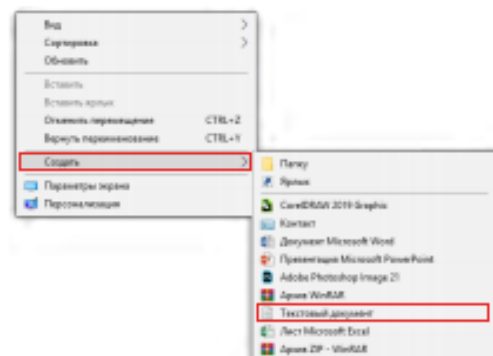 Вид
Сортировка
Обновить
Вставить
Вставить ярлык
Отменить перемещение CTRL+Z
Вернуть переименование CTRL+Y
Создать
Параметры экрана
Персонализация
Папку
Ярлык
CorelDRAW 2019 Graphic
Контакт
Документ Microsoft Word
Презентация Microsoft PowerPoint
Adobe Photoshop Image 21
Архив WinRAR
Текстовый документ
Лист Microsoft Excel
Архив ZIP - WinRAR